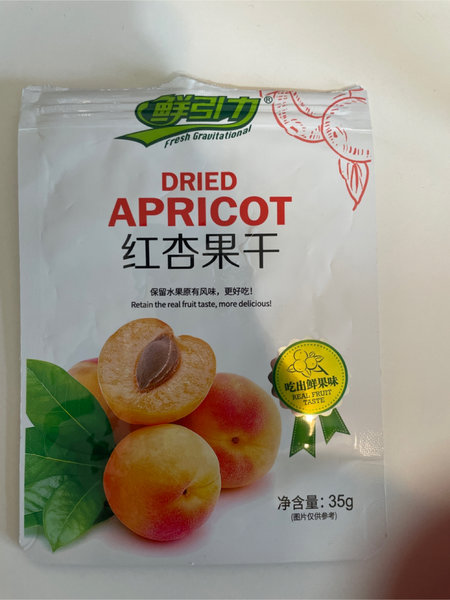 鲜引力®
Fresh Gravitational
DRIED
APRICOT
红杏果干
保留水果原有风味，更好吃！
Retain the real fruit taste, more delicious!
吃出鲜果味
REAL FRUIT
TASTE
净含量：35g
(图片仅供参考)